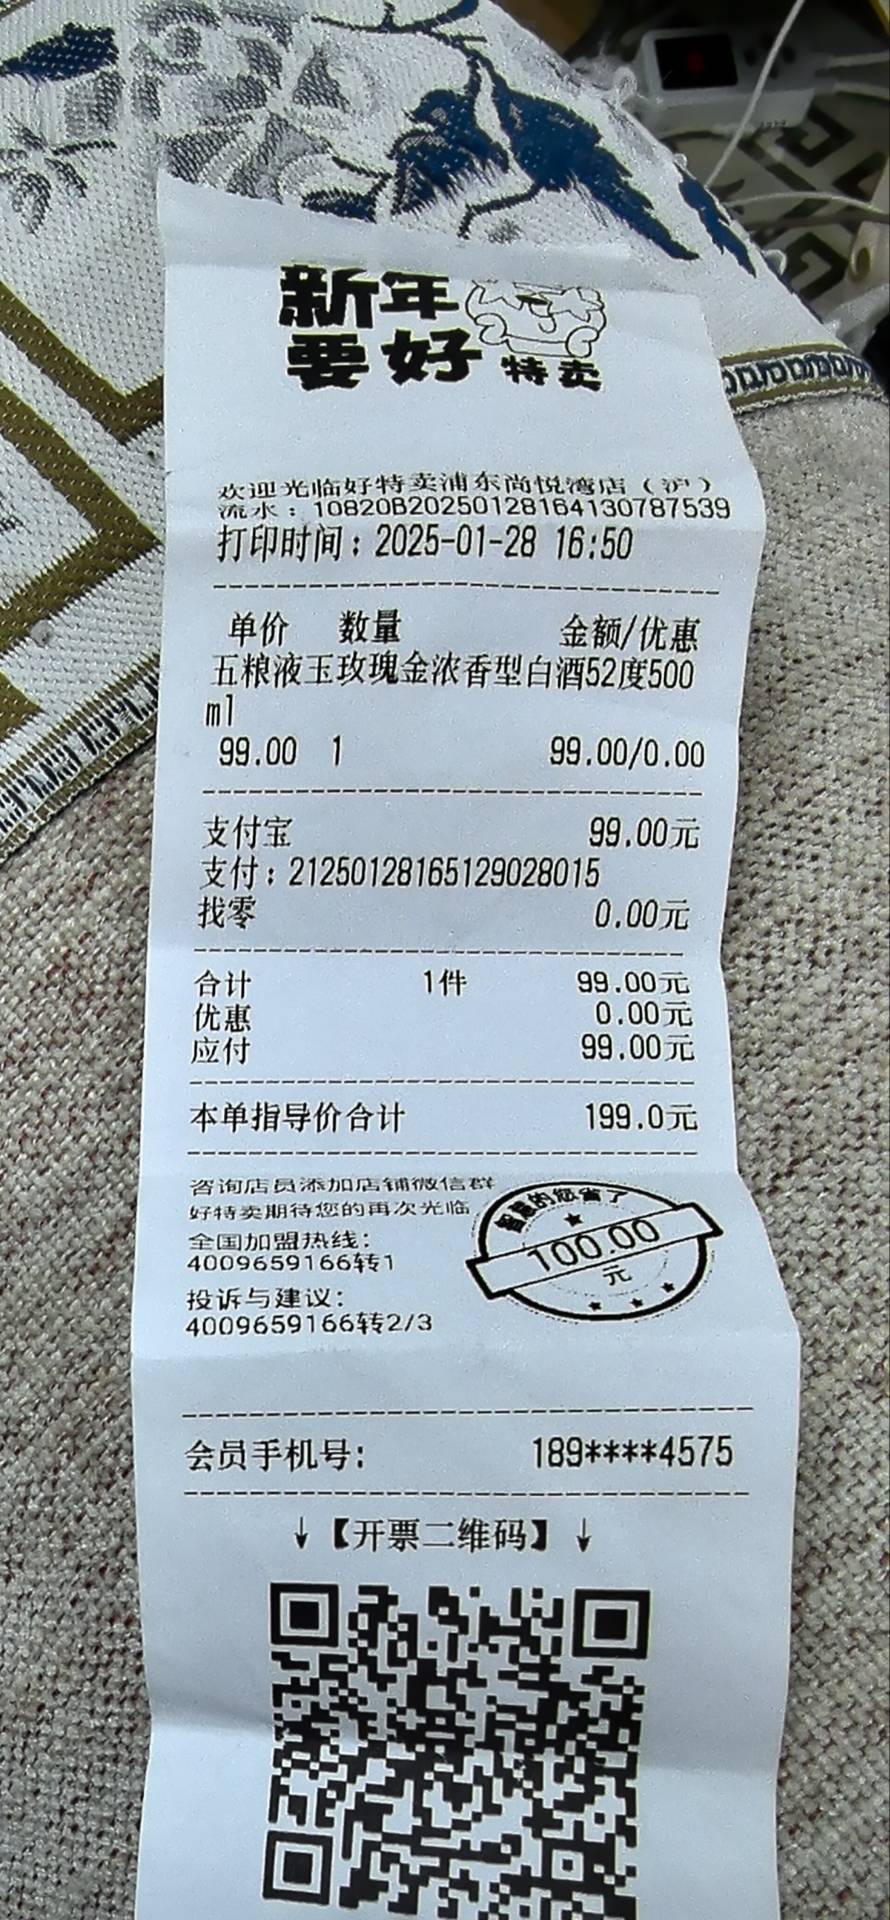 新年
要好特卖
欢迎光临好特卖浦东尚悦湾店（沪）
流水：10820B20250128164130787539
打印时间：2025-01-28 16:50
单价 数量 金额/优惠
五粮液玉玫瑰金浓香型白酒52度500
ml
99.00 1 99.00/0.00
支付宝 99.00元
支付：21250128165129028015
找零 0.00元
合计 1件 99.00元
优惠 0.00元
应付 99.00元
本单指导价合计 199.0元
咨询店员添加店铺微信群
好特卖期待您的再次光临
全国加盟热线：
4009659166转1
投诉与建议：
4009659166转2/3
智慧的您省了
100.00
元
会员手机号： 189****4575
↓【开票二维码】↓